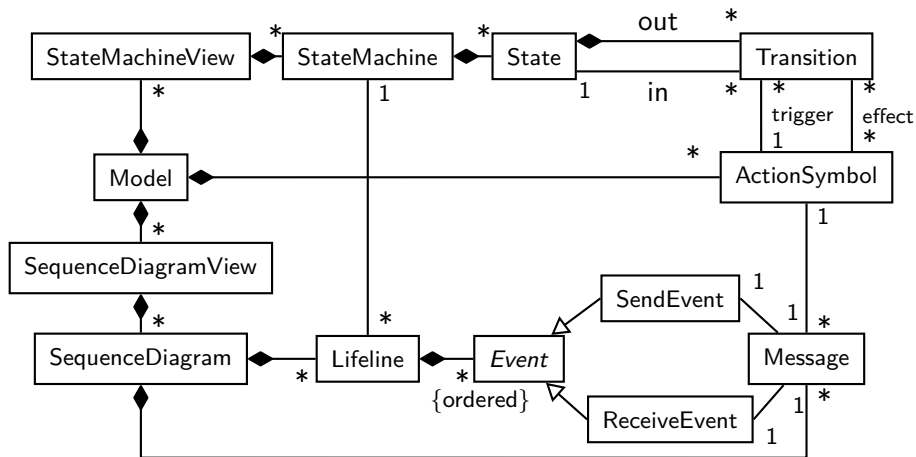 * * * out *
StateMachineView StateMachine State Transition
* 1 1 in * * *
trigger effect
* 1 *
Model ActionSymbol
* 1
SequenceDiagramView
* 1 1 *
SendEvent
SequenceDiagram Lifeline Event Message
* * 1 *
{ordered}
ReceiveEvent 1